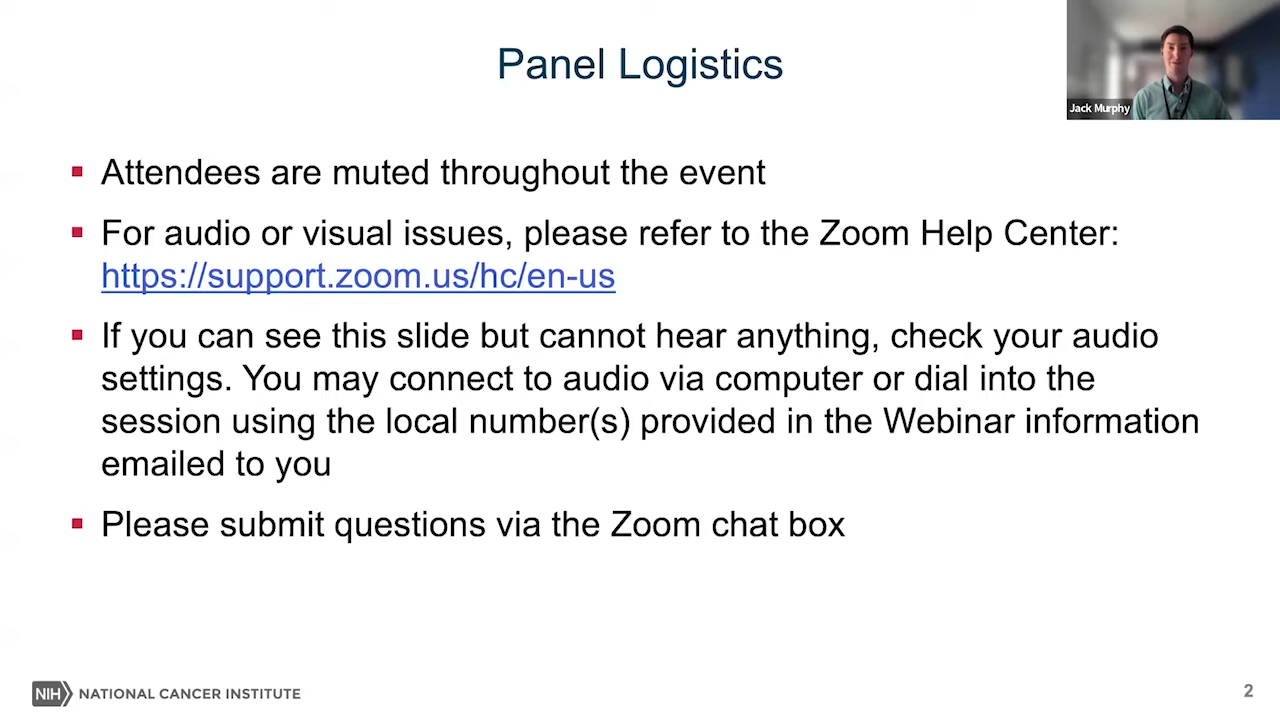 Panel Logistics
Jack Murphy
Attendees are muted throughout the event
For audio or visual issues, please refer to the Zoom Help Center:
https://support.zoom.us/hc/en-us
If you can see this slide but cannot hear anything, check your audio
settings. You may connect to audio via computer or dial into the
session using the local number(s) provided in the Webinar information
emailed to you
Please submit questions via the Zoom chat box
NIH NATIONAL CANCER INSTITUTE
2